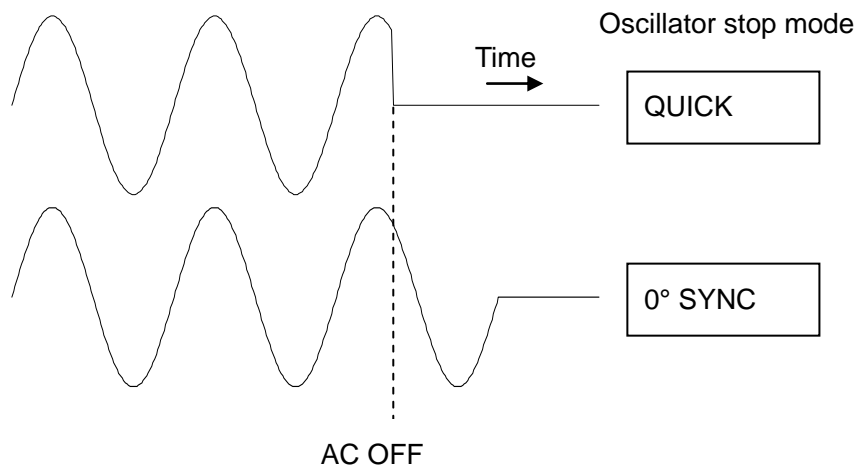 Oscillator stop mode
Time
QUICK
0° SYNC
AC OFF